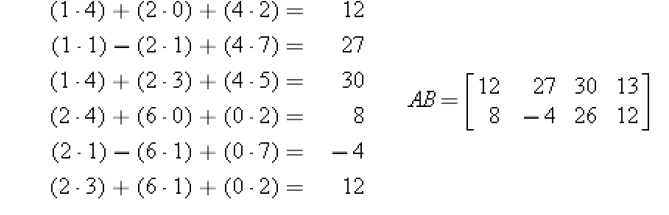 (1 · 4) + (2 · 0) + (4 · 2) = 12
(1 · 1) − (2 · 1) + (4 · 7) = 27
(1 · 4) + (2 · 3) + (4 · 5) = 30
(2 · 4) + (6 · 0) + (0 · 2) = 8
(2 · 1) − (6 · 1) + (0 · 7) = −4
(2 · 3) + (6 · 1) + (0 · 2) = 12
AB = [12 27 30 13
8 −4 26 12]